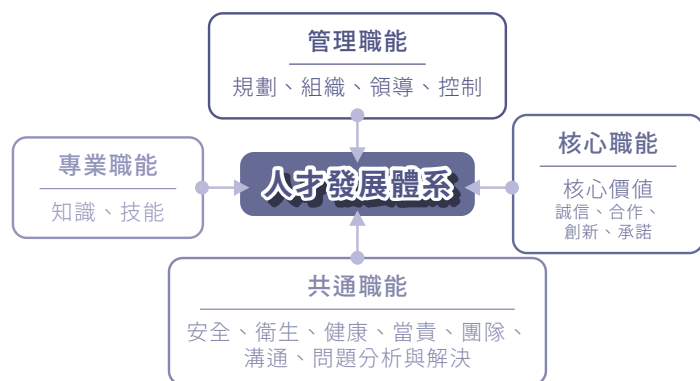 管理職能
規劃、組織、領導、控制
專業職能
知識、技能
人才發展體系
核心職能
核心價值
誠信、合作、
創新、承諾
共通職能
安全、衛生、健康、當責、團隊、
溝通、問題分析與解決